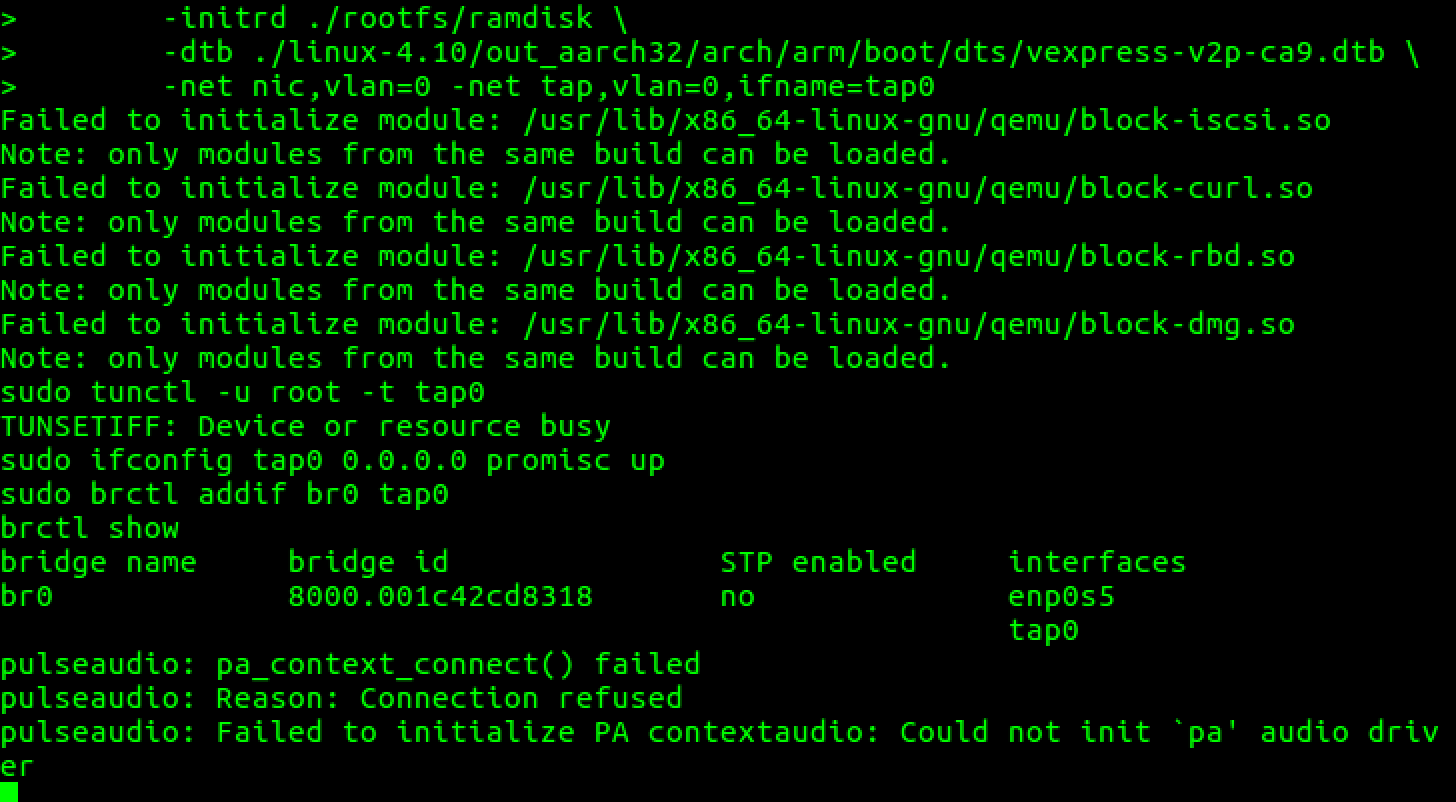 >        -initrd ./rootfs/ramdisk \
>        -dtb ./linux-4.10/out_aarch32/arch/arm/boot/dts/vexpress-v2p-ca9.dtb \
>        -net nic,vlan=0 -net tap,vlan=0,ifname=tap0
Failed to initialize module: /usr/lib/x86_64-linux-gnu/qemu/block-iscsi.so
Note: only modules from the same build can be loaded.
Failed to initialize module: /usr/lib/x86_64-linux-gnu/qemu/block-curl.so
Note: only modules from the same build can be loaded.
Failed to initialize module: /usr/lib/x86_64-linux-gnu/qemu/block-rbd.so
Note: only modules from the same build can be loaded.
Failed to initialize module: /usr/lib/x86_64-linux-gnu/qemu/block-dmg.so
Note: only modules from the same build can be loaded.
sudo tunctl -u root -t tap0
TUNSETIFF: Device or resource busy
sudo ifconfig tap0 0.0.0.0 promisc up
sudo brctl addif br0 tap0
brctl show
bridge name     bridge id               STP enabled     interfaces
br0             8000.001c42cd8318       no              enp0s5
                                                        tap0
pulseaudio: pa_context_connect() failed
pulseaudio: Reason: Connection refused
pulseaudio: Failed to initialize PA contextaudio: Could not init `pa' audio driv
er